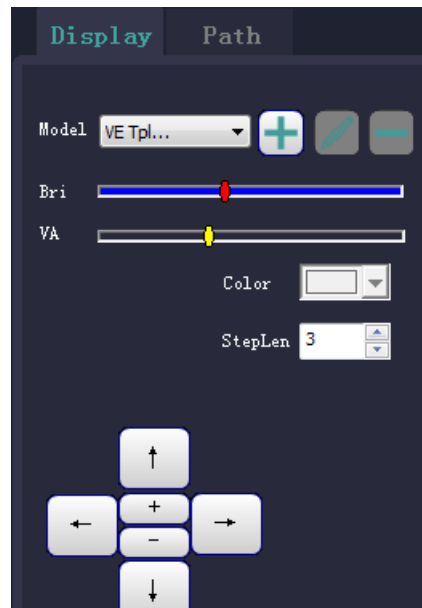 Display Path
Model VE Tpl...
Bri
VA
Color
StepLen 3
+
-